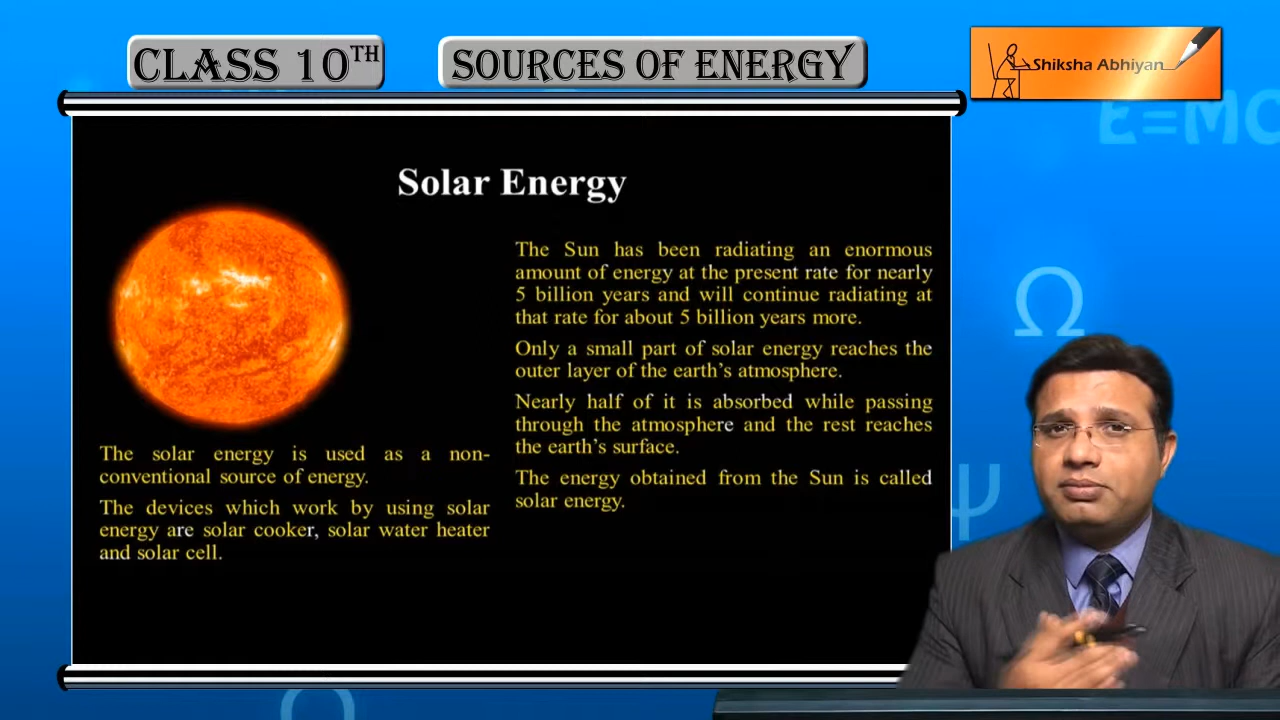 CLASS 10TH
SOURCES OF ENERGY
Shiksha Abhiyan
E=MC
Solar Energy
The Sun has been radiating an enormous
amount of energy at the present rate for nearly
5 billion years and will continue radiating at
that rate for about 5 billion years more.
Only a small part of solar energy reaches the
outer layer of the earth's atmosphere.
Nearly half of it is absorbed while passing
through the atmosphere and the rest reaches
the earth's surface.
The energy obtained from the Sun is called
solar energy.
The solar energy is used as a non-
conventional source of energy.
The devices which work by using solar
energy are solar cooker, solar water heater
and solar cell.
Ω
Ψ
Ω